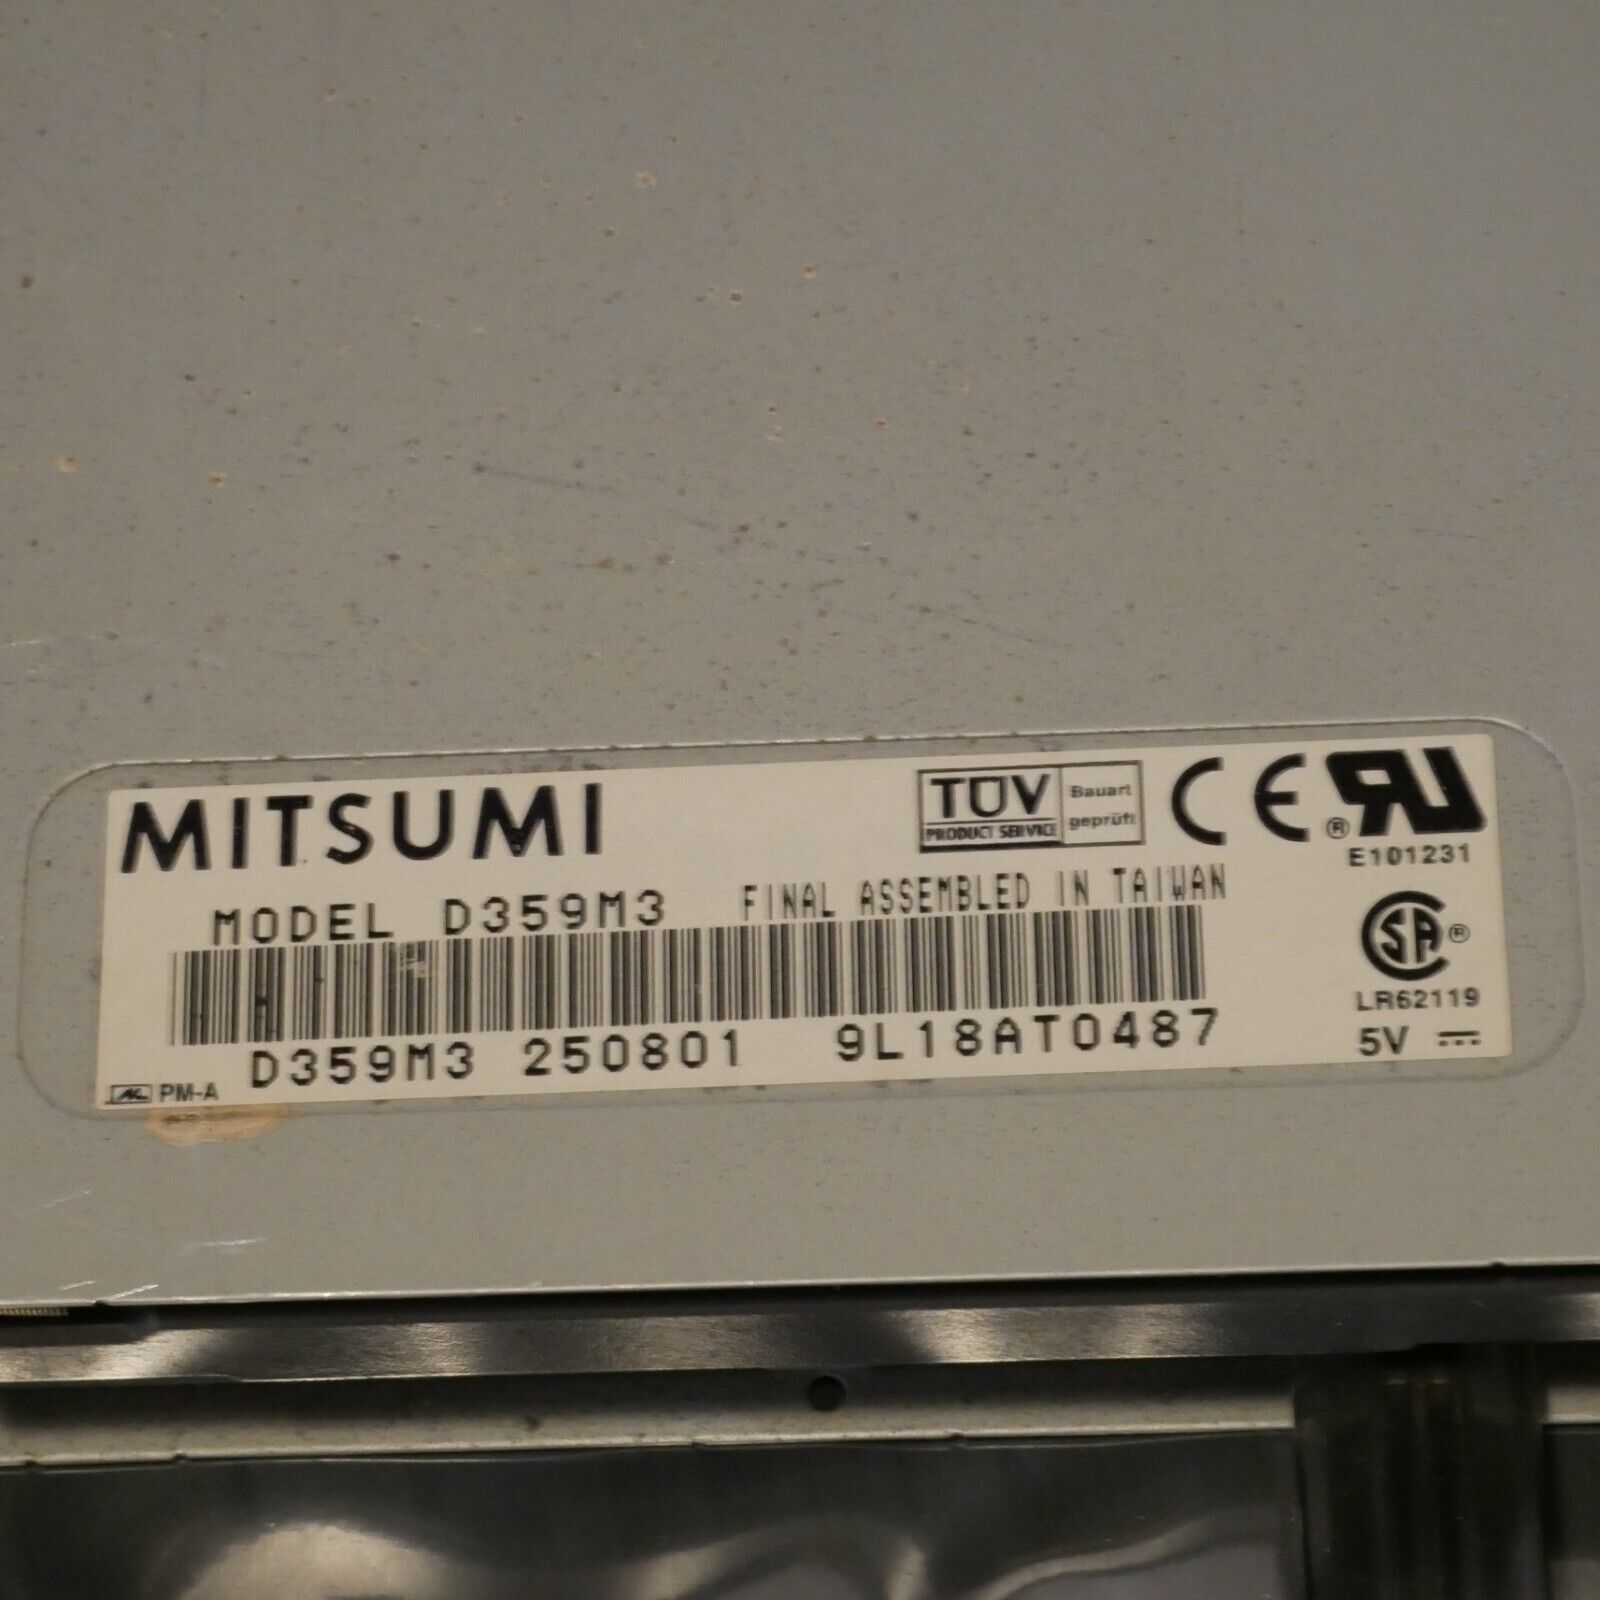 MITSUMI
TÜV
PRODUCT SERVICE
Bauart
geprüft
CE
®
E101231
MODEL D359M3 FINAL ASSEMBLED IN TAIWAN
SA ®
LR62119
D359M3 250801 9L18AT0487
5V
PM-A